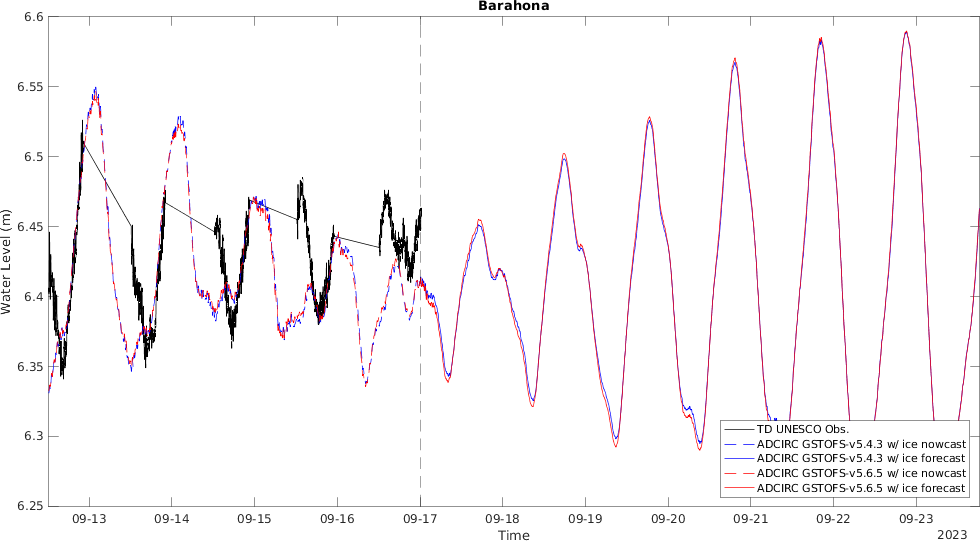 Barahona
6.6
6.55
6.5
6.45
6.4
6.35
6.3
6.25
Water Level (m)
TD UNESCO Obs.
ADCIRC GSTOFS-v5.4.3 w/ ice nowcast
ADCIRC GSTOFS-v5.4.3 w/ ice forecast
ADCIRC GSTOFS-v5.6.5 w/ ice nowcast
ADCIRC GSTOFS-v5.6.5 w/ ice forecast
09-13 09-14 09-15 09-16 09-17 09-18 09-19 09-20 09-21 09-22 09-23
Time
2023